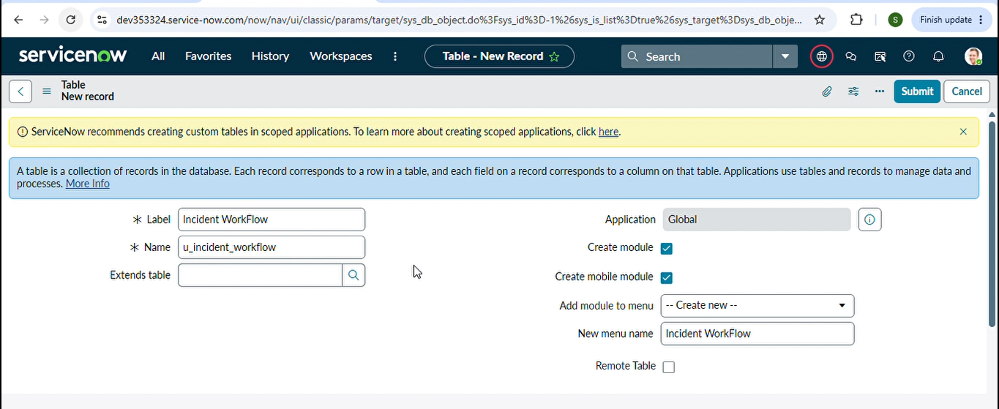 dev353324.service-now.com/now/nav/ui/classic/params/target/sys_db_object.do%3Fsys_id%3D-1%26sys_is_list%3Dtrue%26sys_target%3Dsys_db_obje...
S
Finish update
servicenow All Favorites History Workspaces Table - New Record Search
Table
New record
Submit Cancel
ServiceNow recommends creating custom tables in scoped applications. To learn more about creating scoped applications, click here.
A table is a collection of records in the database. Each record corresponds to a row in a table, and each field on a record corresponds to a column on that table. Applications use tables and records to manage data and
processes. More Info
Label Incident WorkFlow
Name u_incident_workflow
Extends table
Application Global
Create module
Create mobile module
Add module to menu -- Create new --
New menu name Incident WorkFlow
Remote Table